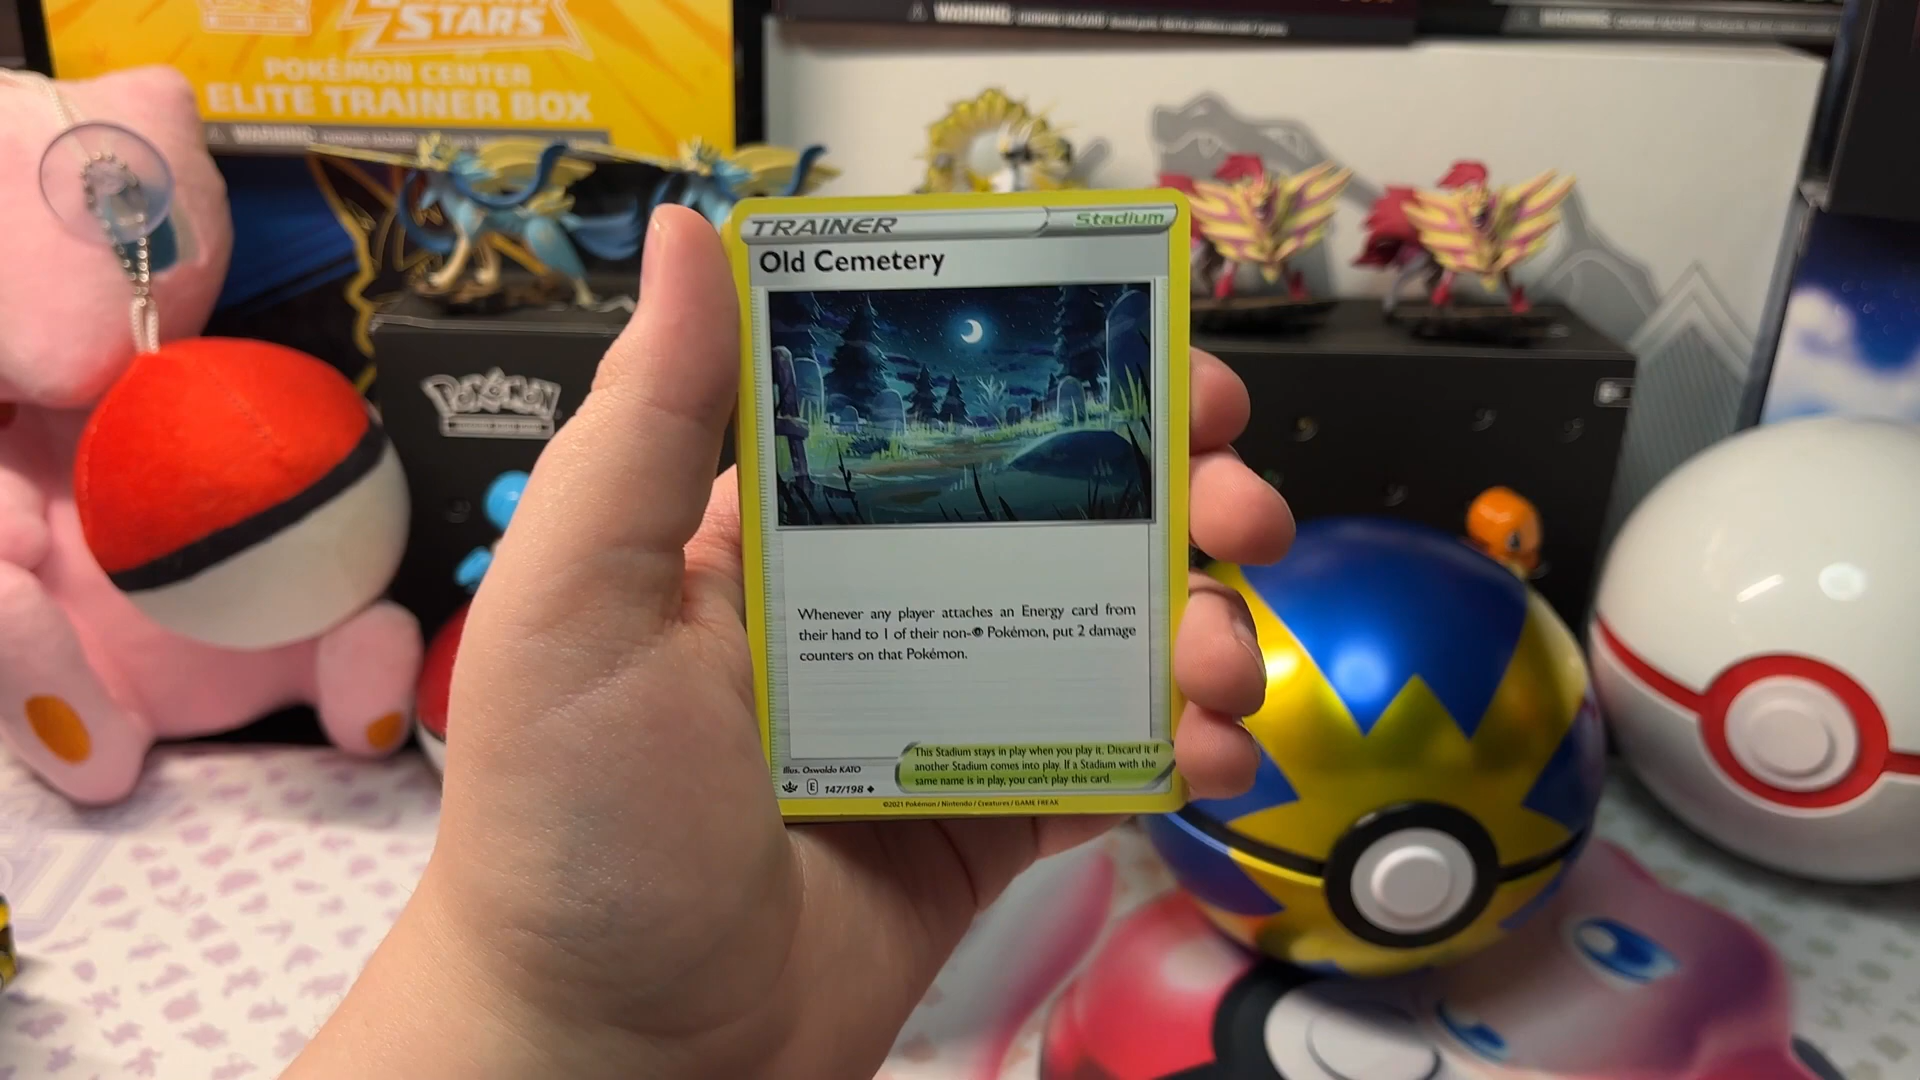 STARS
POKÉMON CENTER
ELITE TRAINER BOX
WARNING:
WARNING:
WARNING:
TRAINER
Stadium
Old Cemetery
POKÉMON
Whenever any player attaches an Energy card from
their hand to 1 of their non- Pokémon, put 2 damage
counters on that Pokémon.
This Stadium stays in play when you play it. Discard it if
another Stadium comes into play. If a Stadium with the
same name is in play, you can't play this card.
Illus. Oswaldo KATO
E 147/198
©2021 Pokémon / Nintendo / Creatures / GAME FREAK